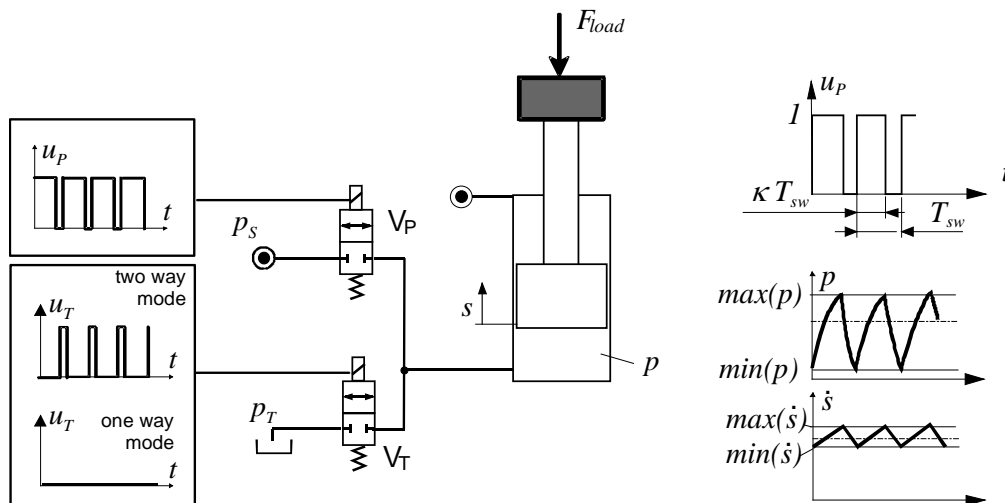 F_load
u_P
t
two way
mode
u_T
t
u_T
one way
mode
t
p_S
V_P
p_T
V_T
s
p
u_P
1
t
κ T_sw
T_sw
p
max(p)
min(p)
ṡ
max(ṡ)
min(ṡ)